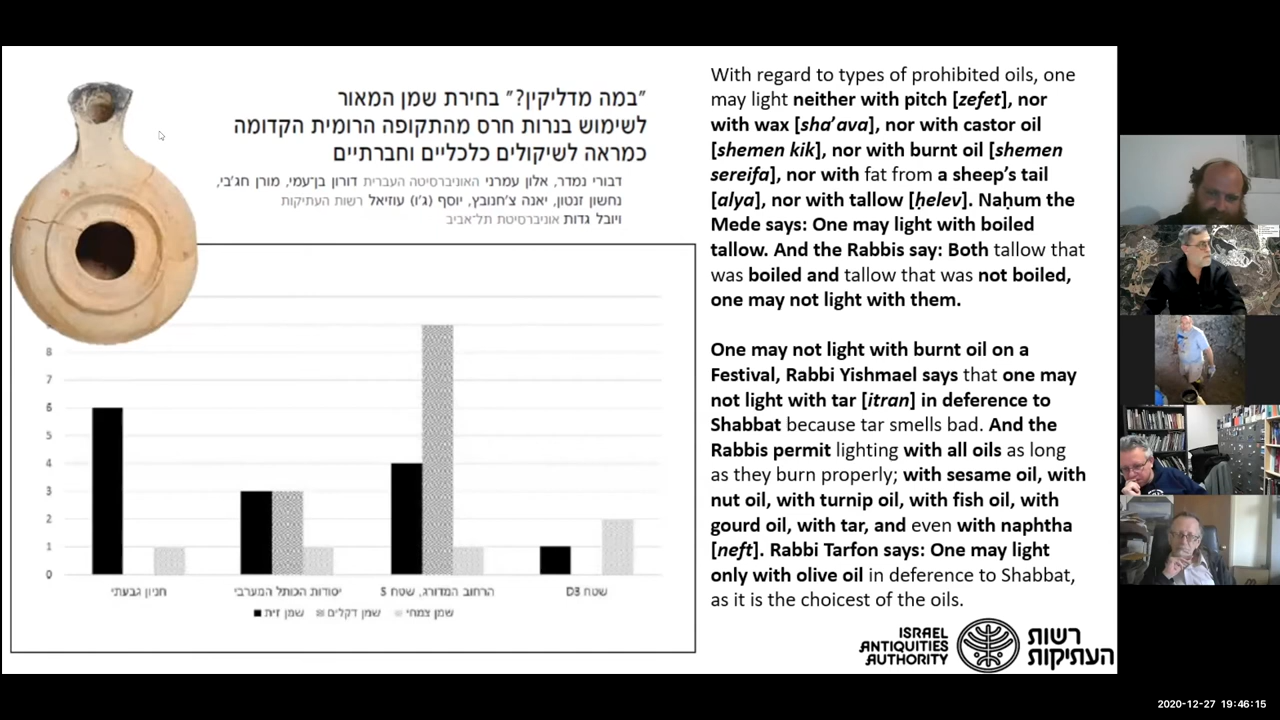 ״במה מדליקין?״ בחירת שמן המאור
לשימוש בנרות חרס מהתקופה הרומית הקדומה
כמראה לשיקולים כלכליים וחברתיים
דבורי נמדר, אלון עמרני האוניברסיטה העברית דורון בן־עמי, מורן חג׳בי,
נחשון זנטון, יאנה צ׳חנובץ, יוסף (ג׳ו) עוזיאל רשות העתיקות
ויובל גדות אוניברסיטת תל־אביב
8
7
6
5
4
3
2
1
0
חניון גבעתי
יסודות הכותל המערבי
הרחוב המדורג, שטח S
שטח D3
שמן זית
שמן דקלים
שמן צמחי
With regard to types of prohibited oils, one
may light neither with pitch [zefet], nor
with wax [sha’ava], nor with castor oil
[shemen kik], nor with burnt oil [shemen
sereifa], nor with fat from a sheep’s tail
[alya], nor with tallow [ḥelev]. Naḥum the
Mede says: One may light with boiled
tallow. And the Rabbis say: Both tallow that
was boiled and tallow that was not boiled,
one may not light with them.
One may not light with burnt oil on a
Festival, Rabbi Yishmael says that one may
not light with tar [itran] in deference to
Shabbat because tar smells bad. And the
Rabbis permit lighting with all oils as long
as they burn properly; with sesame oil, with
nut oil, with turnip oil, with fish oil, with
gourd oil, with tar, and even with naphtha
[neft]. Rabbi Tarfon says: One may light
only with olive oil in deference to Shabbat,
as it is the choicest of the oils.
ISRAEL
ANTIQUITIES
AUTHORITY
רשות
העתיקות
2020-12-27 19:46:15